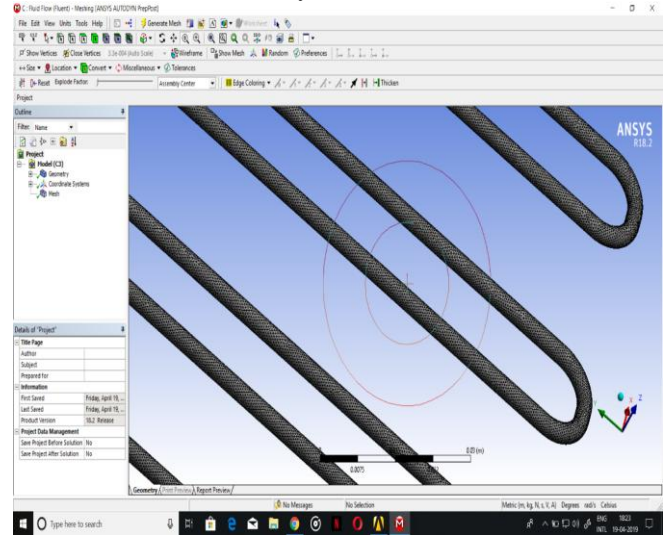 C : Fluid Flow (Fluent) - Meshing [ANSYS AUTODYN PrepPost]
File Edit View Units Tools Help Generate Mesh Worksheet
Show Vertices Close Vertices (Auto Scale) Wireframe Show Mesh Random Preferences
Size Location Convert Miscellaneous Tolerances
Reset Explode Factor: Assembly Center Edge Coloring Thicken
Project
Outline
Filter: Name
Project
Model (C3)
Geometry
Coordinate Systems
Mesh
ANSYS
R18.2
Details of "Project"
Title Page
Author
Subject
Prepared for
Information
First Saved Friday, April 19, ...
Last Saved Friday, April 19, ...
Product Version 18.2 Release
Project Data Management
Save Project Before Solution No
Save Project After Solution No
0.03 (m)
0.0075
Z
Geometry Print Preview Report Preview
No Messages No Selection Metric (m, kg, N, s, V, A) Degrees rad/s Celsius
Type here to search
ENG 18:23
INTL 19-04-2019